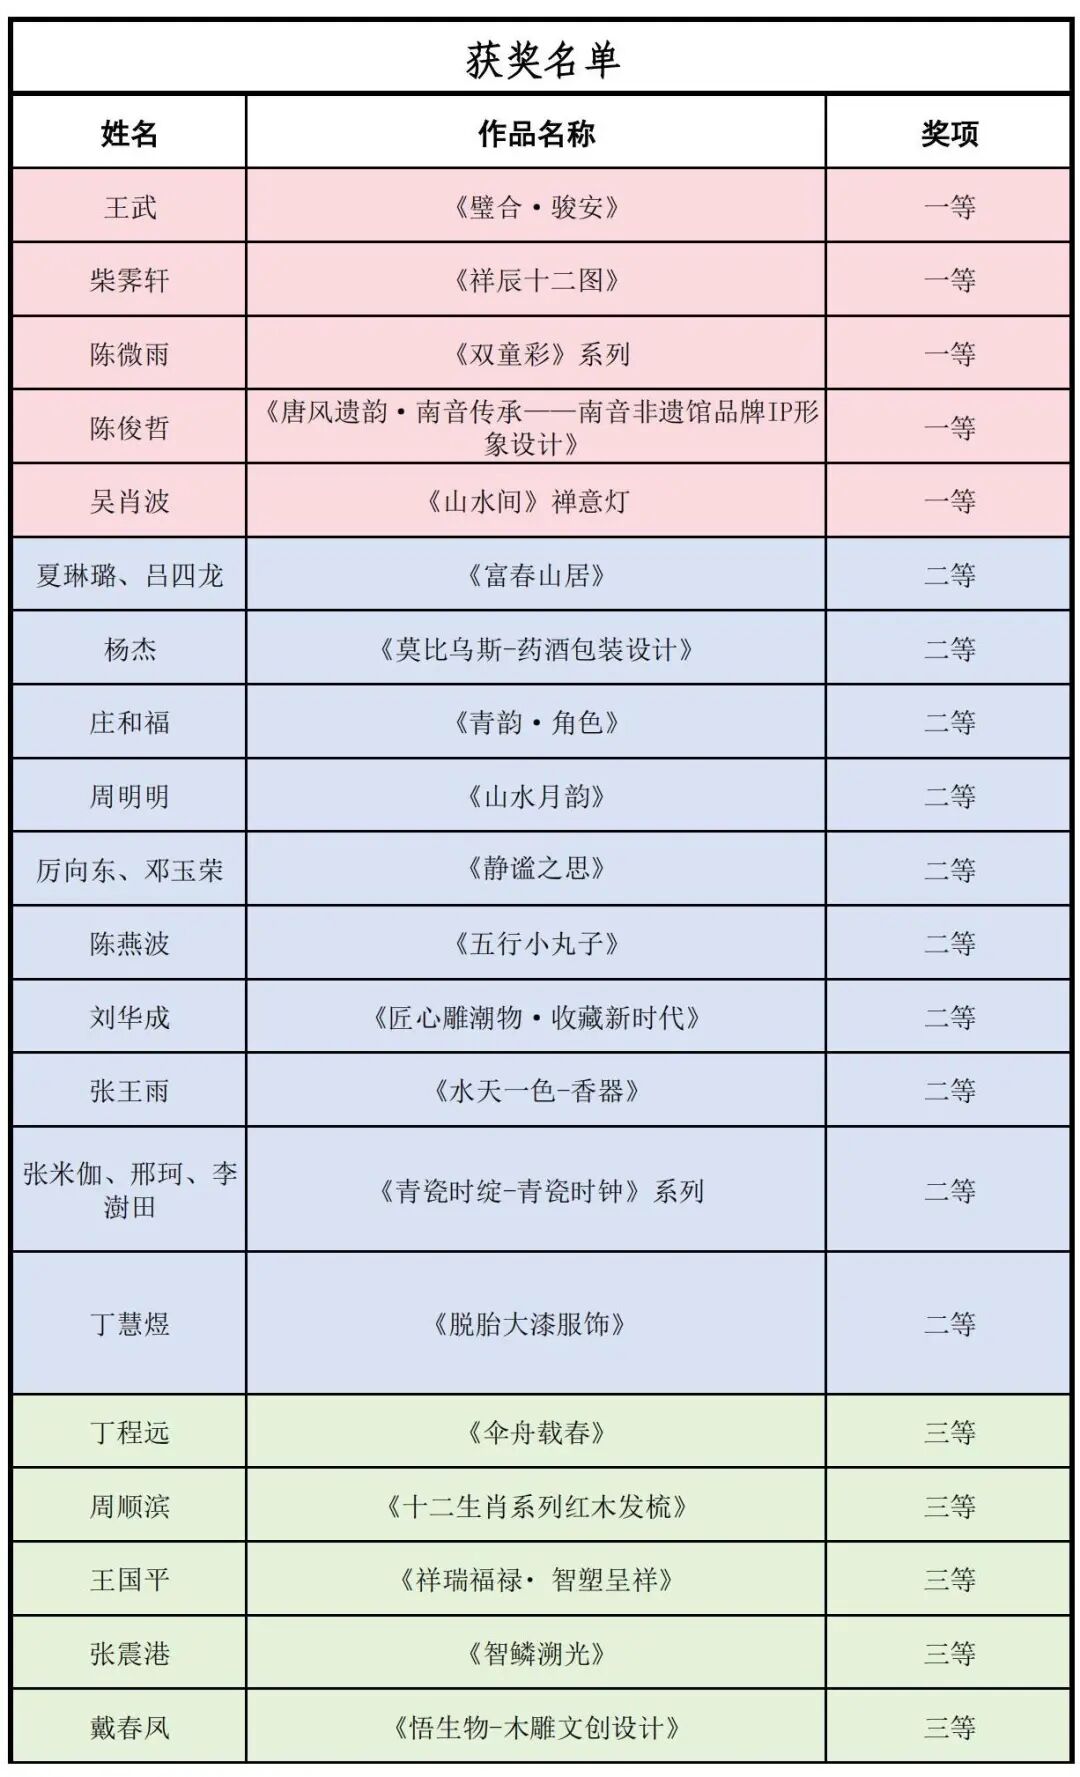 获奖名单
姓名 作品名称 奖项
王武 《璧合·骏安》 一等
柴霁轩 《祥辰十二图》 一等
陈微雨 《双童彩》系列 一等
陈俊哲 《唐风遗韵·南音传承——南音非遗馆品牌IP形
象设计》 一等
吴肖波 《山水间》禅意灯 一等
夏琳璐、吕四龙 《富春山居》 二等
杨杰 《莫比乌斯-药酒包装设计》 二等
庄和福 《青韵·角色》 二等
周明明 《山水月韵》 二等
厉向东、邓玉荣 《静谧之思》 二等
陈燕波 《五行小丸子》 二等
刘华成 《匠心雕潮物·收藏新时代》 二等
张王雨 《水天一色-香器》 二等
张米伽、邢珂、李
澍田 《青瓷时绽-青瓷时钟》系列 二等
丁慧煜 《脱胎大漆服饰》 二等
丁程远 《伞舟载春》 三等
周顺滨 《十二生肖系列红木发梳》 三等
王国平 《祥瑞福禄· 智塑呈祥》 三等
张震港 《智鳞溯光》 三等
戴春凤 《悟生物-木雕文创设计》 三等